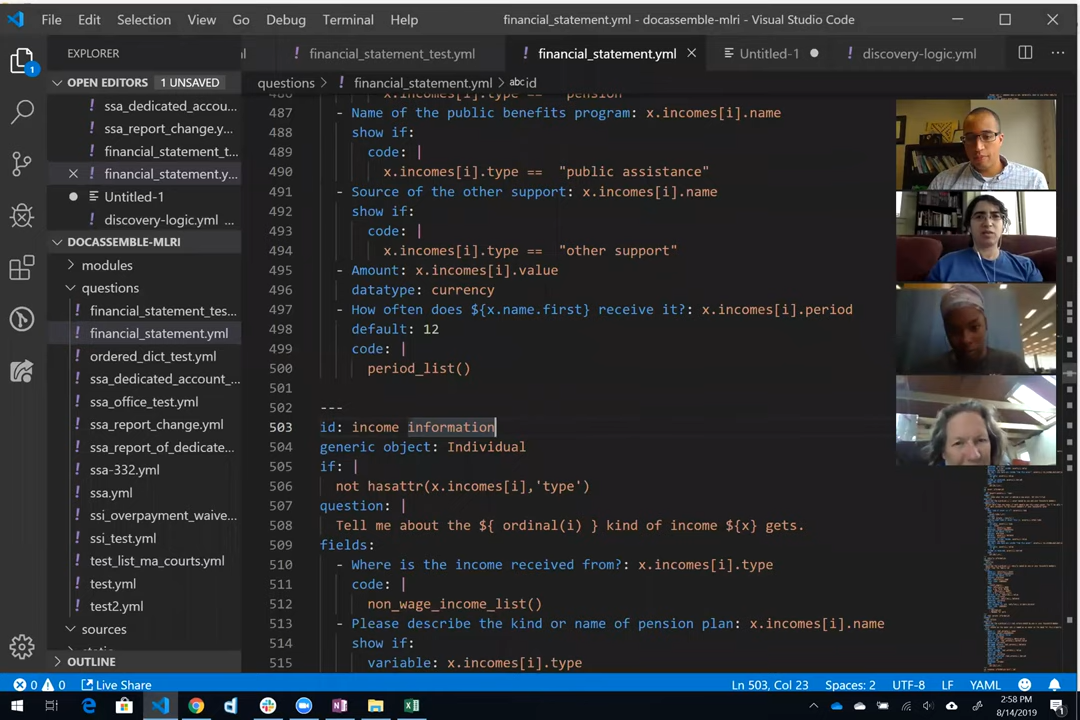 File Edit Selection View Go Debug Terminal Help
financial_statement.yml - docassemble-mlri - Visual Studio Code
EXPLORER
financial_statement_test.yml
financial_statement.yml
Untitled-1
discovery-logic.yml
OPEN EDITORS 1 UNSAVED
questions > financial_statement.yml > abc id
ssa_dedicated_accou...
ssa_report_change.y...
financial_statement_t...
financial_statement.y...
Untitled-1
discovery-logic.yml ...
DOCASSEMBLE-MLRI
modules
questions
financial_statement_tes...
financial_statement.yml
ordered_dict_test.yml
ssa_dedicated_account_...
ssa_office_test.yml
ssa_report_change.yml
ssa_report_of_dedicate...
ssa-332.yml
ssa.yml
ssi_overpayment_waive...
ssi_test.yml
test_list_ma_courts.yml
test.yml
test2.yml
sources
static
OUTLINE
486 x.incomes[i].type == "pension"
487 - Name of the public benefits program: x.incomes[i].name
488 show if:
489 code: |
490 x.incomes[i].type == "public assistance"
491 - Source of the other support: x.incomes[i].name
492 show if:
493 code: |
494 x.incomes[i].type == "other support"
495 - Amount: x.incomes[i].value
496 datatype: currency
497 - How often does ${x.name.first} receive it?: x.incomes[i].period
498 default: 12
499 code: |
500 period_list()
501
502 ---
503 id: income information
504 generic object: Individual
505 if: |
506 not hasattr(x.incomes[i],'type')
507 question: |
508 Tell me about the ${ ordinal(i) } kind of income ${x} gets.
509 fields:
510 - Where is the income received from?: x.incomes[i].type
511 code: |
512 non_wage_income_list()
513 - Please describe the kind or name of pension plan: x.incomes[i].name
514 show if:
515 variable: x.incomes[i].type
0 0 Live Share
Ln 503, Col 23 Spaces: 2 UTF-8 LF YAML
2:58 PM
8/14/2019